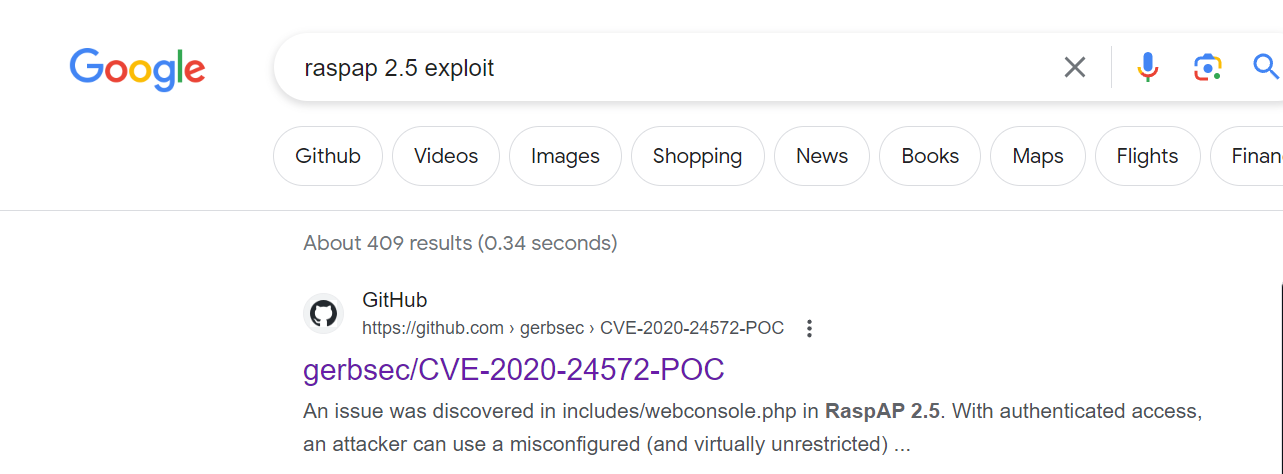 Google
raspap 2.5 exploit
Github Videos Images Shopping News Books Maps Flights Finan
About 409 results (0.34 seconds)
GitHub
https://github.com › gerbsec › CVE-2020-24572-POC
gerbsec/CVE-2020-24572-POC
An issue was discovered in includes/webconsole.php in RaspAP 2.5. With authenticated access,
an attacker can use a misconfigured (and virtually unrestricted) ...